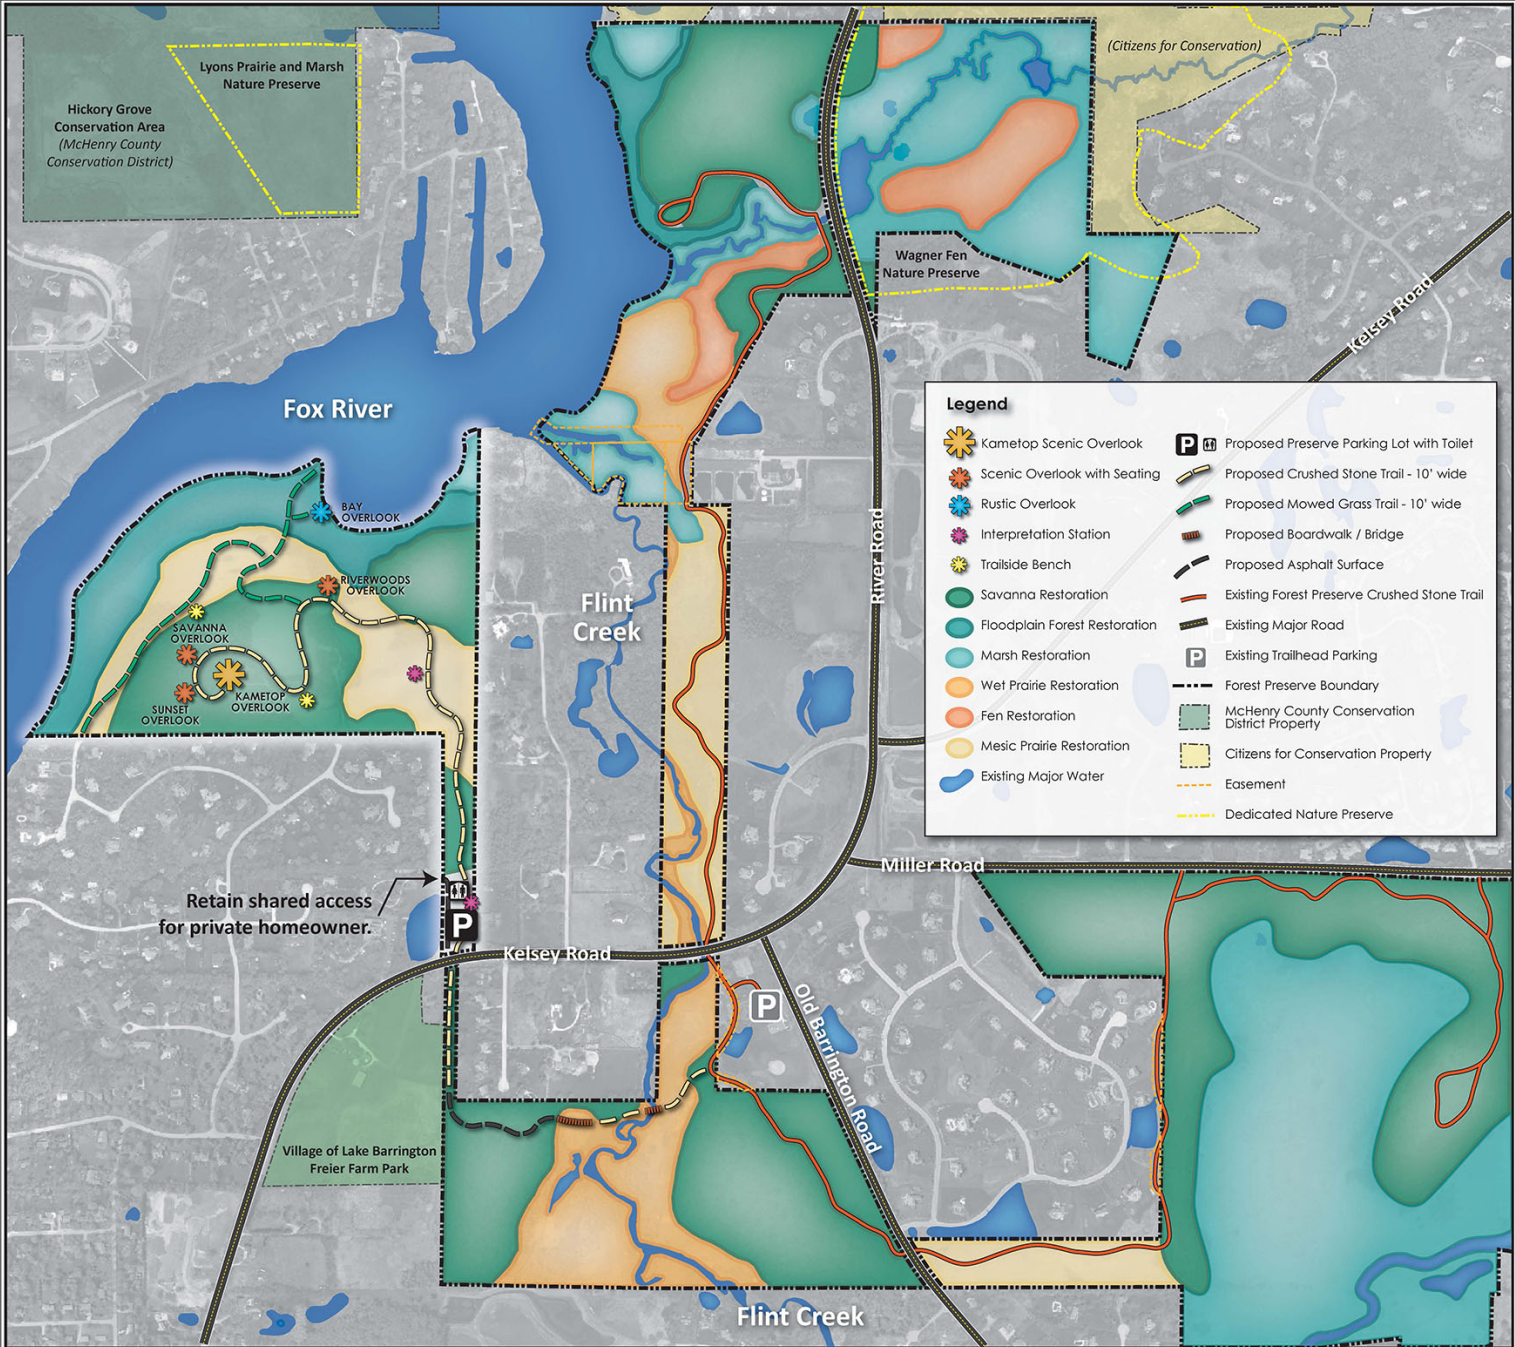 Lyons Prairie and Marsh
Nature Preserve
Hickory Grove
Conservation Area
(McHenry County
Conservation District)
(Citizens for Conservation)
Wagner Fen
Nature Preserve
Kelsey Road
Fox River
BAY
OVERLOOK
RIVERWOODS
OVERLOOK
SAVANNA
OVERLOOK
KAMETOP
OVERLOOK
SUNSET
OVERLOOK
Flint
Creek
River Road
Legend
Kametop Scenic Overlook
Scenic Overlook with Seating
Rustic Overlook
Interpretation Station
Trailside Bench
Savanna Restoration
Floodplain Forest Restoration
Marsh Restoration
Wet Prairie Restoration
Fen Restoration
Mesic Prairie Restoration
Existing Major Water
P Proposed Preserve Parking Lot with Toilet
Proposed Crushed Stone Trail - 10' wide
Proposed Mowed Grass Trail - 10' wide
Proposed Boardwalk / Bridge
Proposed Asphalt Surface
Existing Forest Preserve Crushed Stone Trail
Existing Major Road
P Existing Trailhead Parking
Forest Preserve Boundary
McHenry County Conservation
District Property
Citizens for Conservation Property
Easement
Dedicated Nature Preserve
Miller Road
Retain shared access
for private homeowner.
P
Kelsey Road
P
Old Barrington Road
Village of Lake Barrington
Freier Farm Park
Flint Creek